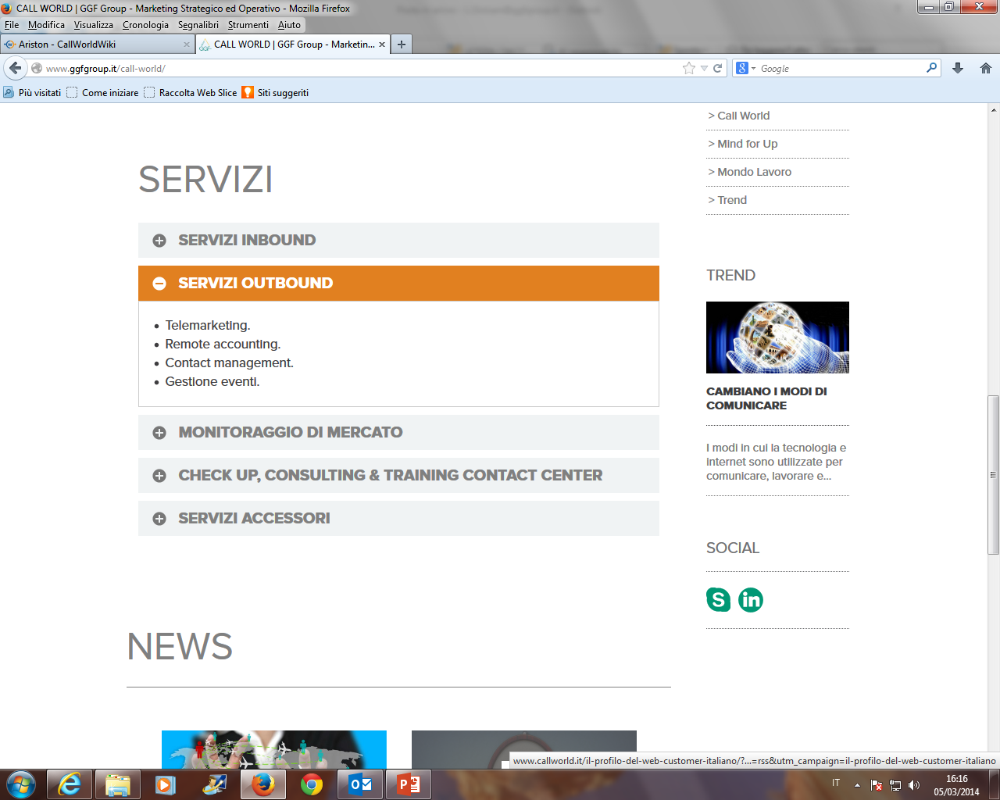 CALL WORLD | GGF Group - Marketing Strategico ed Operativo - Mozilla Firefox
File Modifica Visualizza Cronologia Segnalibri Strumenti Aiuto
Ariston - CallWorldWiki
CALL WORLD | GGF Group - Marketin...
www.ggfgroup.it/call-world/
Google
Più visitati Come iniziare Raccolta Web Slice Siti suggeriti
> Call World
> Mind for Up
> Mondo Lavoro
> Trend
SERVIZI
SERVIZI INBOUND
SERVIZI OUTBOUND
Telemarketing.
Remote accounting.
Contact management.
Gestione eventi.
MONITORAGGIO DI MERCATO
CHECK UP, CONSULTING & TRAINING CONTACT CENTER
SERVIZI ACCESSORI
TREND
CAMBIANO I MODI DI
COMUNICARE
I modi in cui la tecnologia e
Internet sono utilizzate per
comunicare, lavorare e...
SOCIAL
S in
NEWS
www.callworld.it/il-profilo-del-web-customer-italiano/?...=rss&utm_campaign=il-profilo-del-web-customer-italiano
IT
16:16
05/03/2014